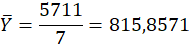 Ȳ = 5711/7 = 815,8571